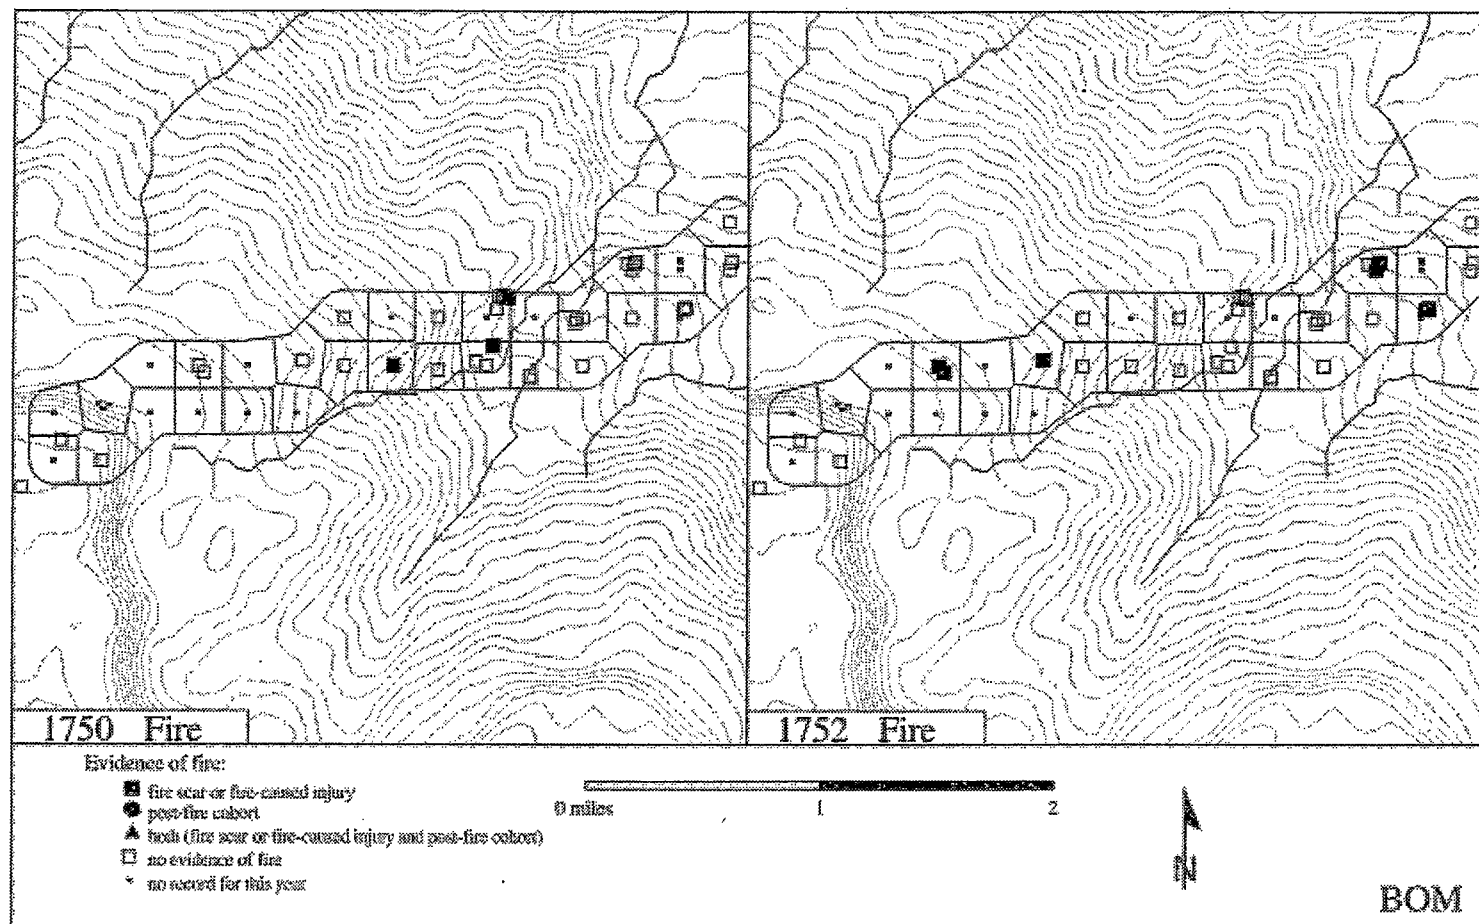 1750 Fire
1752 Fire
Evidence of fire:
fire scar or fire-caused injury
post-fire cohort
both (fire scar or fire-caused injury and post-fire cohort)
no evidence of fire
no record for this year
0 miles 1 2
N
BOM